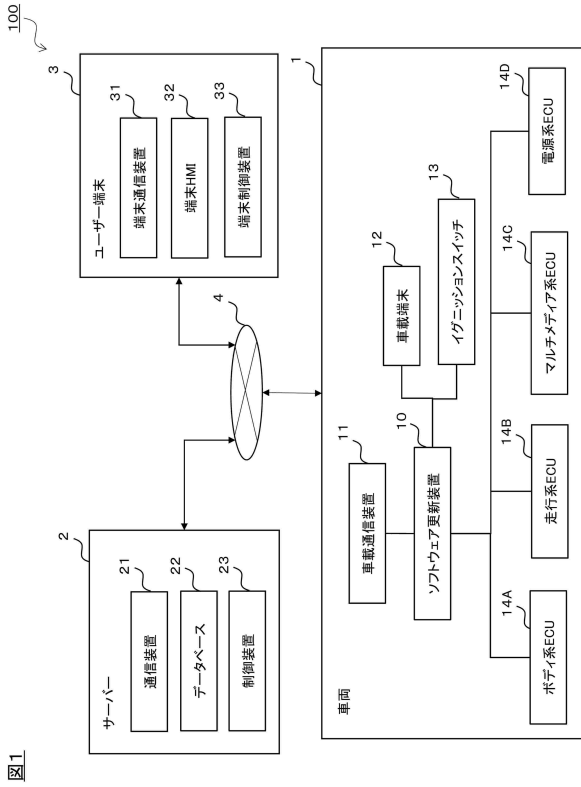 図1
100
サーバー
2
通信装置
21
データベース
22
制御装置
23
4
ユーザー端末
3
端末通信装置
31
端末HMI
32
端末制御装置
33
車両
1
車載通信装置
11
ソフトウェア更新装置
10
車載端末
12
イグニッションスイッチ
13
ボディ系ECU
14A
走行系ECU
14B
マルチメディア系ECU
14C
電源系ECU
14D